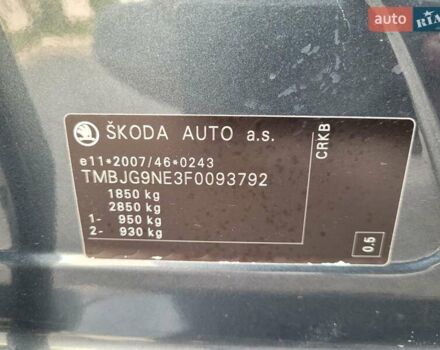 auto RIA
ŠKODA AUTO a.s.
e11*2007/46*0243
TMBJG9NE3F0093792
1850 kg
2850 kg
1- 950 kg
2- 930 kg
CRKB
0.5